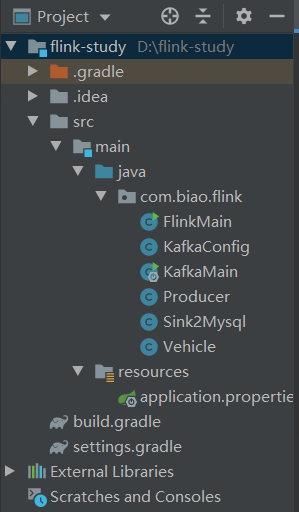 Project
flink-study D:\flink-study
.gradle
.idea
src
main
java
com.biao.flink
FlinkMain
KafkaConfig
KafkaMain
Producer
Sink2Mysql
Vehicle
resources
application.propertie
build.gradle
settings.gradle
External Libraries
Scratches and Consoles